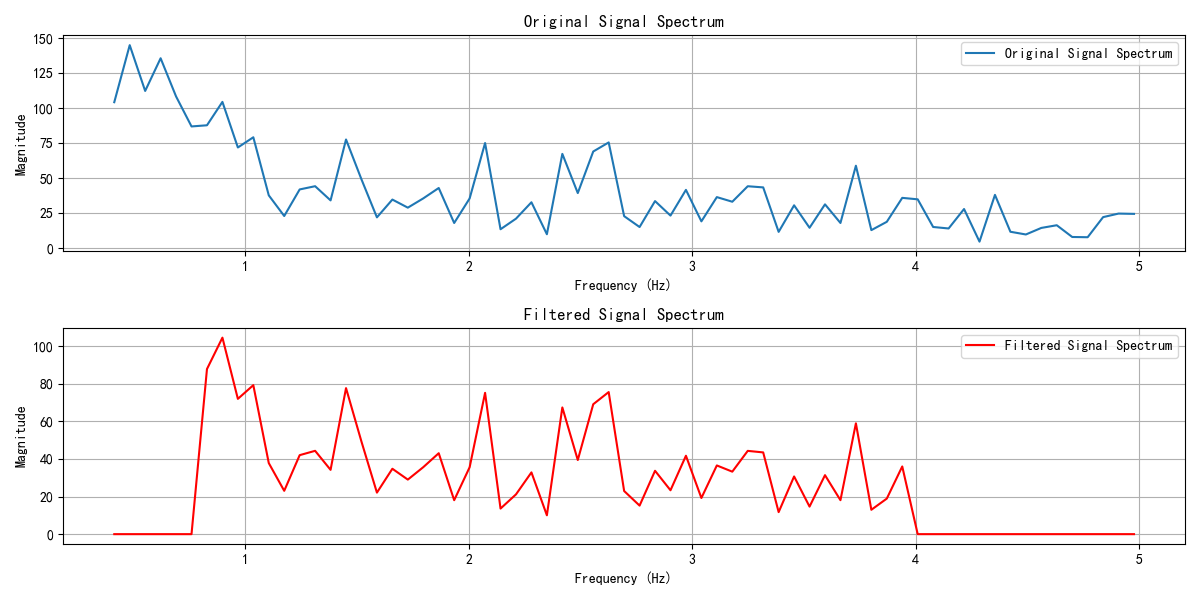 Original Signal Spectrum
150
125
100
75
50
25
0
Magnitude
Original Signal Spectrum
1 2 3 4 5
Frequency (Hz)
Filtered Signal Spectrum
100
80
60
40
20
0
Magnitude
Filtered Signal Spectrum
1 2 3 4 5
Frequency (Hz)